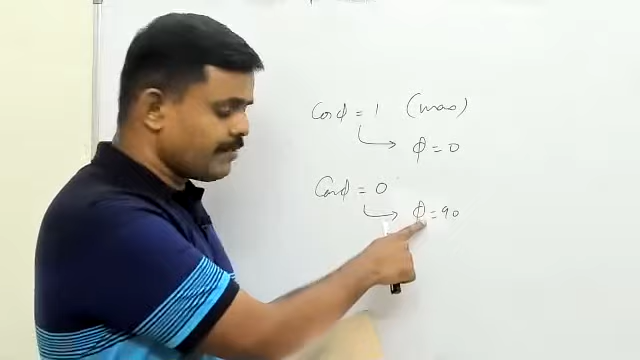 Cosϕ = 1 (max)
ϕ = 0
Cosϕ = 0
ϕ = 90